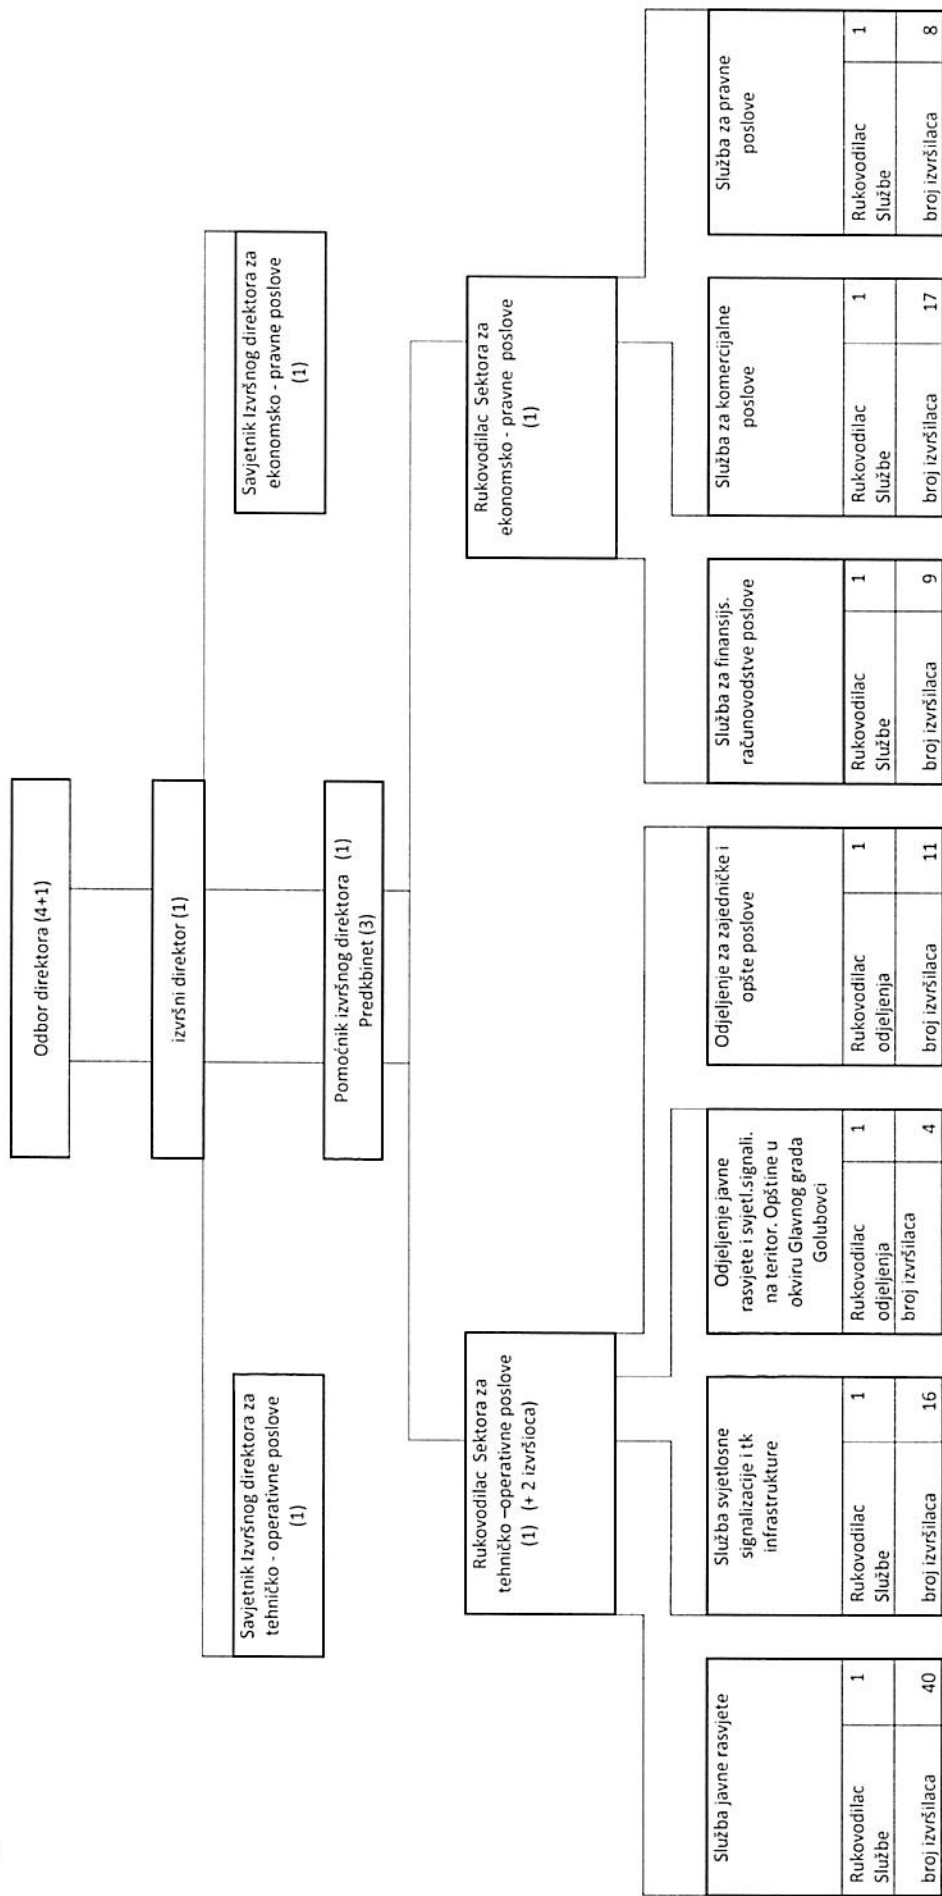 Odbor direktora (4+1)
izvršni direktor (1)
Savjetnik Izvršnog direktora za
tehničko - operativne poslove
(1)
Savjetnik Izvršnog direktora za
ekonomsko - pravne poslove
(1)
Pomoćnik izvršnog direktora (1)
Predkbinet (3)
Rukovodilac Sektora za
tehničko –operativne poslove
(1) (+ 2 izvršioca)
Rukovodilac Sektora za
ekonomsko - pravne poslove
(1)
Služba javne rasvjete
Rukovodilac 1
Službe
broj izvršilaca 40
Služba svjetlosne
signalizacije i tk
infrastrukture
Rukovodilac 1
Službe
broj izvršilaca 16
Odjeljenje javne
rasvjete i svjetl.signali.
na teritor. Opštine u
okviru Glavnog grada
Golubovci
Rukovodilac 1
odjeljenja
broj izvršilaca 4
Odjeljenje za zajedničke i
opšte poslove
Rukovodilac 1
odjeljenja
broj izvršilaca 11
Služba za finansijs.
računovodstve poslove
Rukovodilac 1
Službe
broj izvršilaca 9
Služba za komercijalne
poslove
Rukovodilac 1
Službe
broj izvršilaca 17
Služba za pravne
poslove
Rukovodilac 1
Službe
broj izvršilaca 8